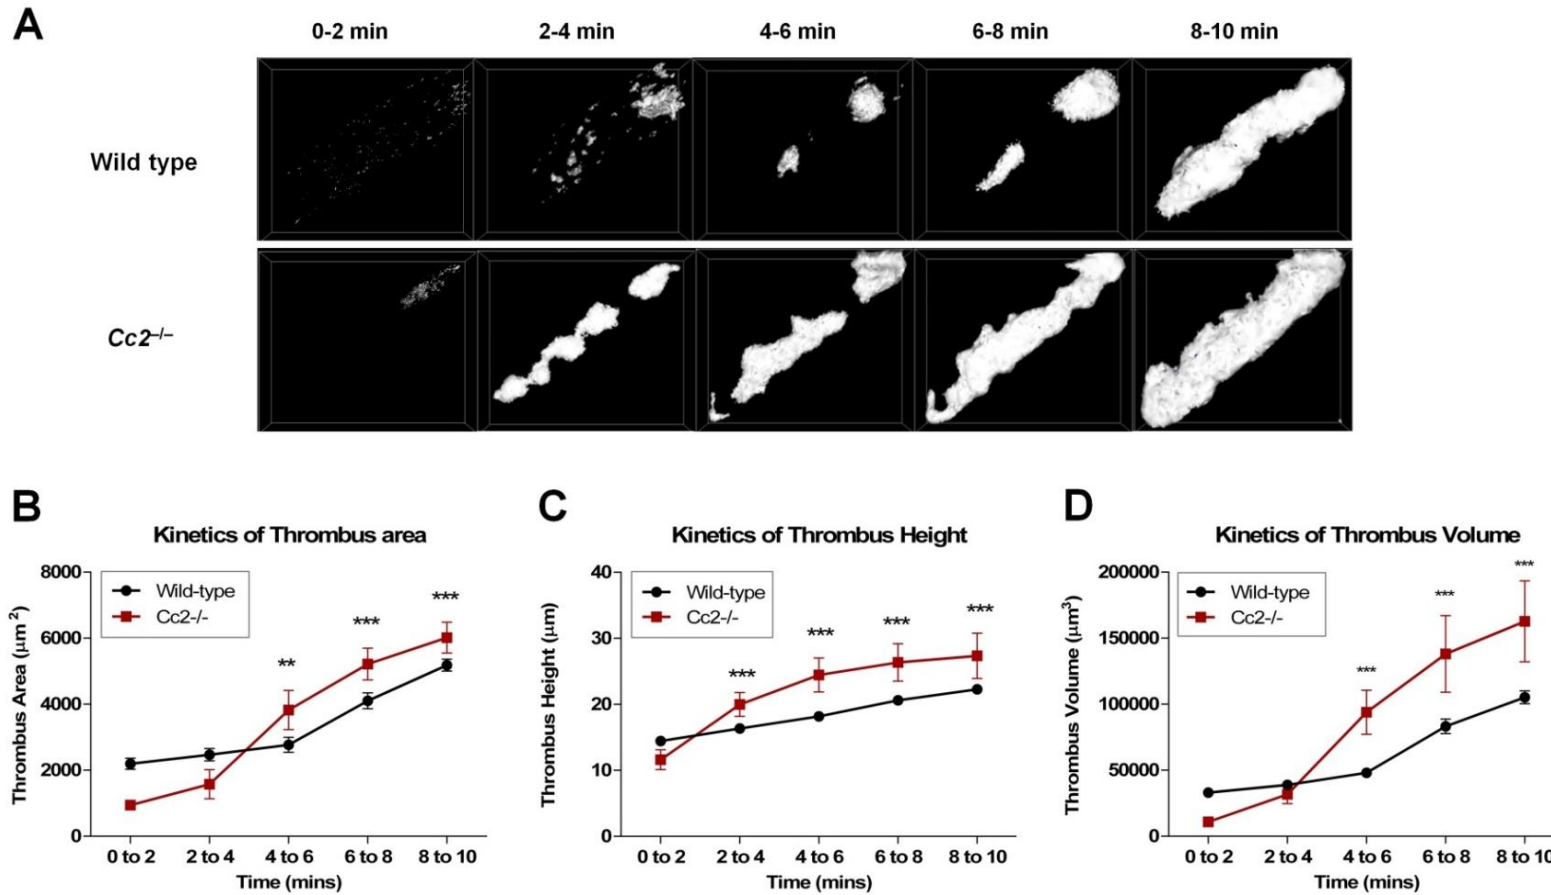 A
0-2 min 2-4 min 4-6 min 6-8 min 8-10 min
Wild type
Cc2–/–
B
Kinetics of Thrombus area
Thrombus Area (μm2)
8000
6000
4000
2000
0
Wild-type
Cc2-/-
**
***
***
0 to 2 2 to 4 4 to 6 6 to 8 8 to 10
Time (mins)
C
Kinetics of Thrombus Height
Thrombus Height (μm)
40
30
20
10
0
Wild-type
Cc2-/-
***
***
***
***
0 to 2 2 to 4 4 to 6 6 to 8 8 to 10
Time (mins)
D
Kinetics of Thrombus Volume
Thrombus Volume (μm3)
200000
150000
100000
50000
0
Wild-type
Cc2-/-
***
***
***
0 to 2 2 to 4 4 to 6 6 to 8 8 to 10
Time (mins)